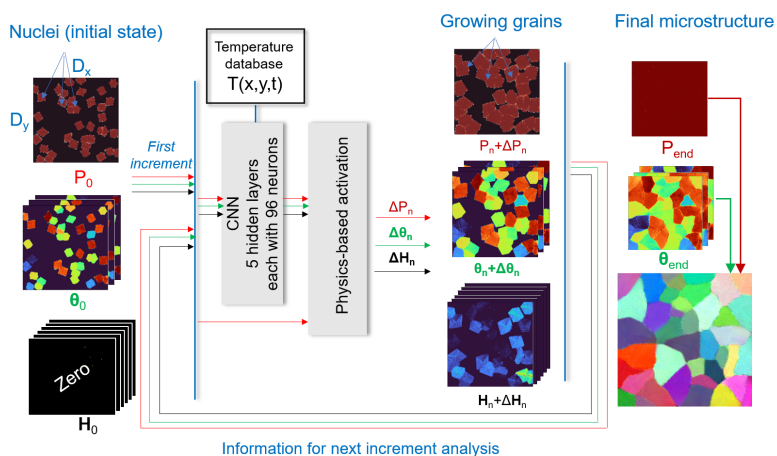 Nuclei (initial state)
Dx
Dy
P0
θ0
Zero
H0
First
increment
Temperature
database
T(x,y,t)
CNN
5 hidden layers
each with 96 neurons
Physics-based activation
ΔPn
Δθn
ΔHn
Growing grains
Pn+ΔPn
θn+Δθn
Hn+ΔHn
Final microstructure
Pend
θend
Information for next increment analysis